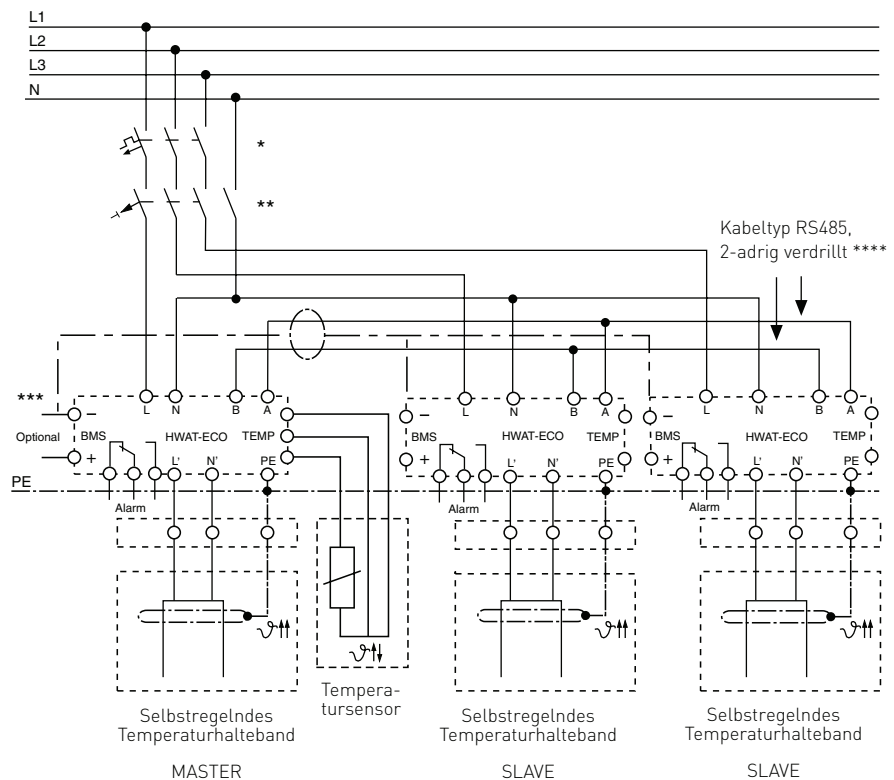 L1
L2
L3
N
*
**
Kabeltyp RS485,
2-adrig verdrillt ****
***
Optional
L N B A
– BMS HWAT-ECO TEMP
+
L' N' PE
L N B A
– BMS HWAT-ECO TEMP
+
L' N' PE
L N B A
– BMS HWAT-ECO TEMP
+
L' N' PE
PE
Alarm
Alarm
Alarm
ϑ
ϑ
ϑ
ϑ
Tempera-
tursensor
Selbstregelndes
Temperaturhalteband
Selbstregelndes
Temperaturhalteband
Selbstregelndes
Temperaturhalteband
MASTER
SLAVE
SLAVE